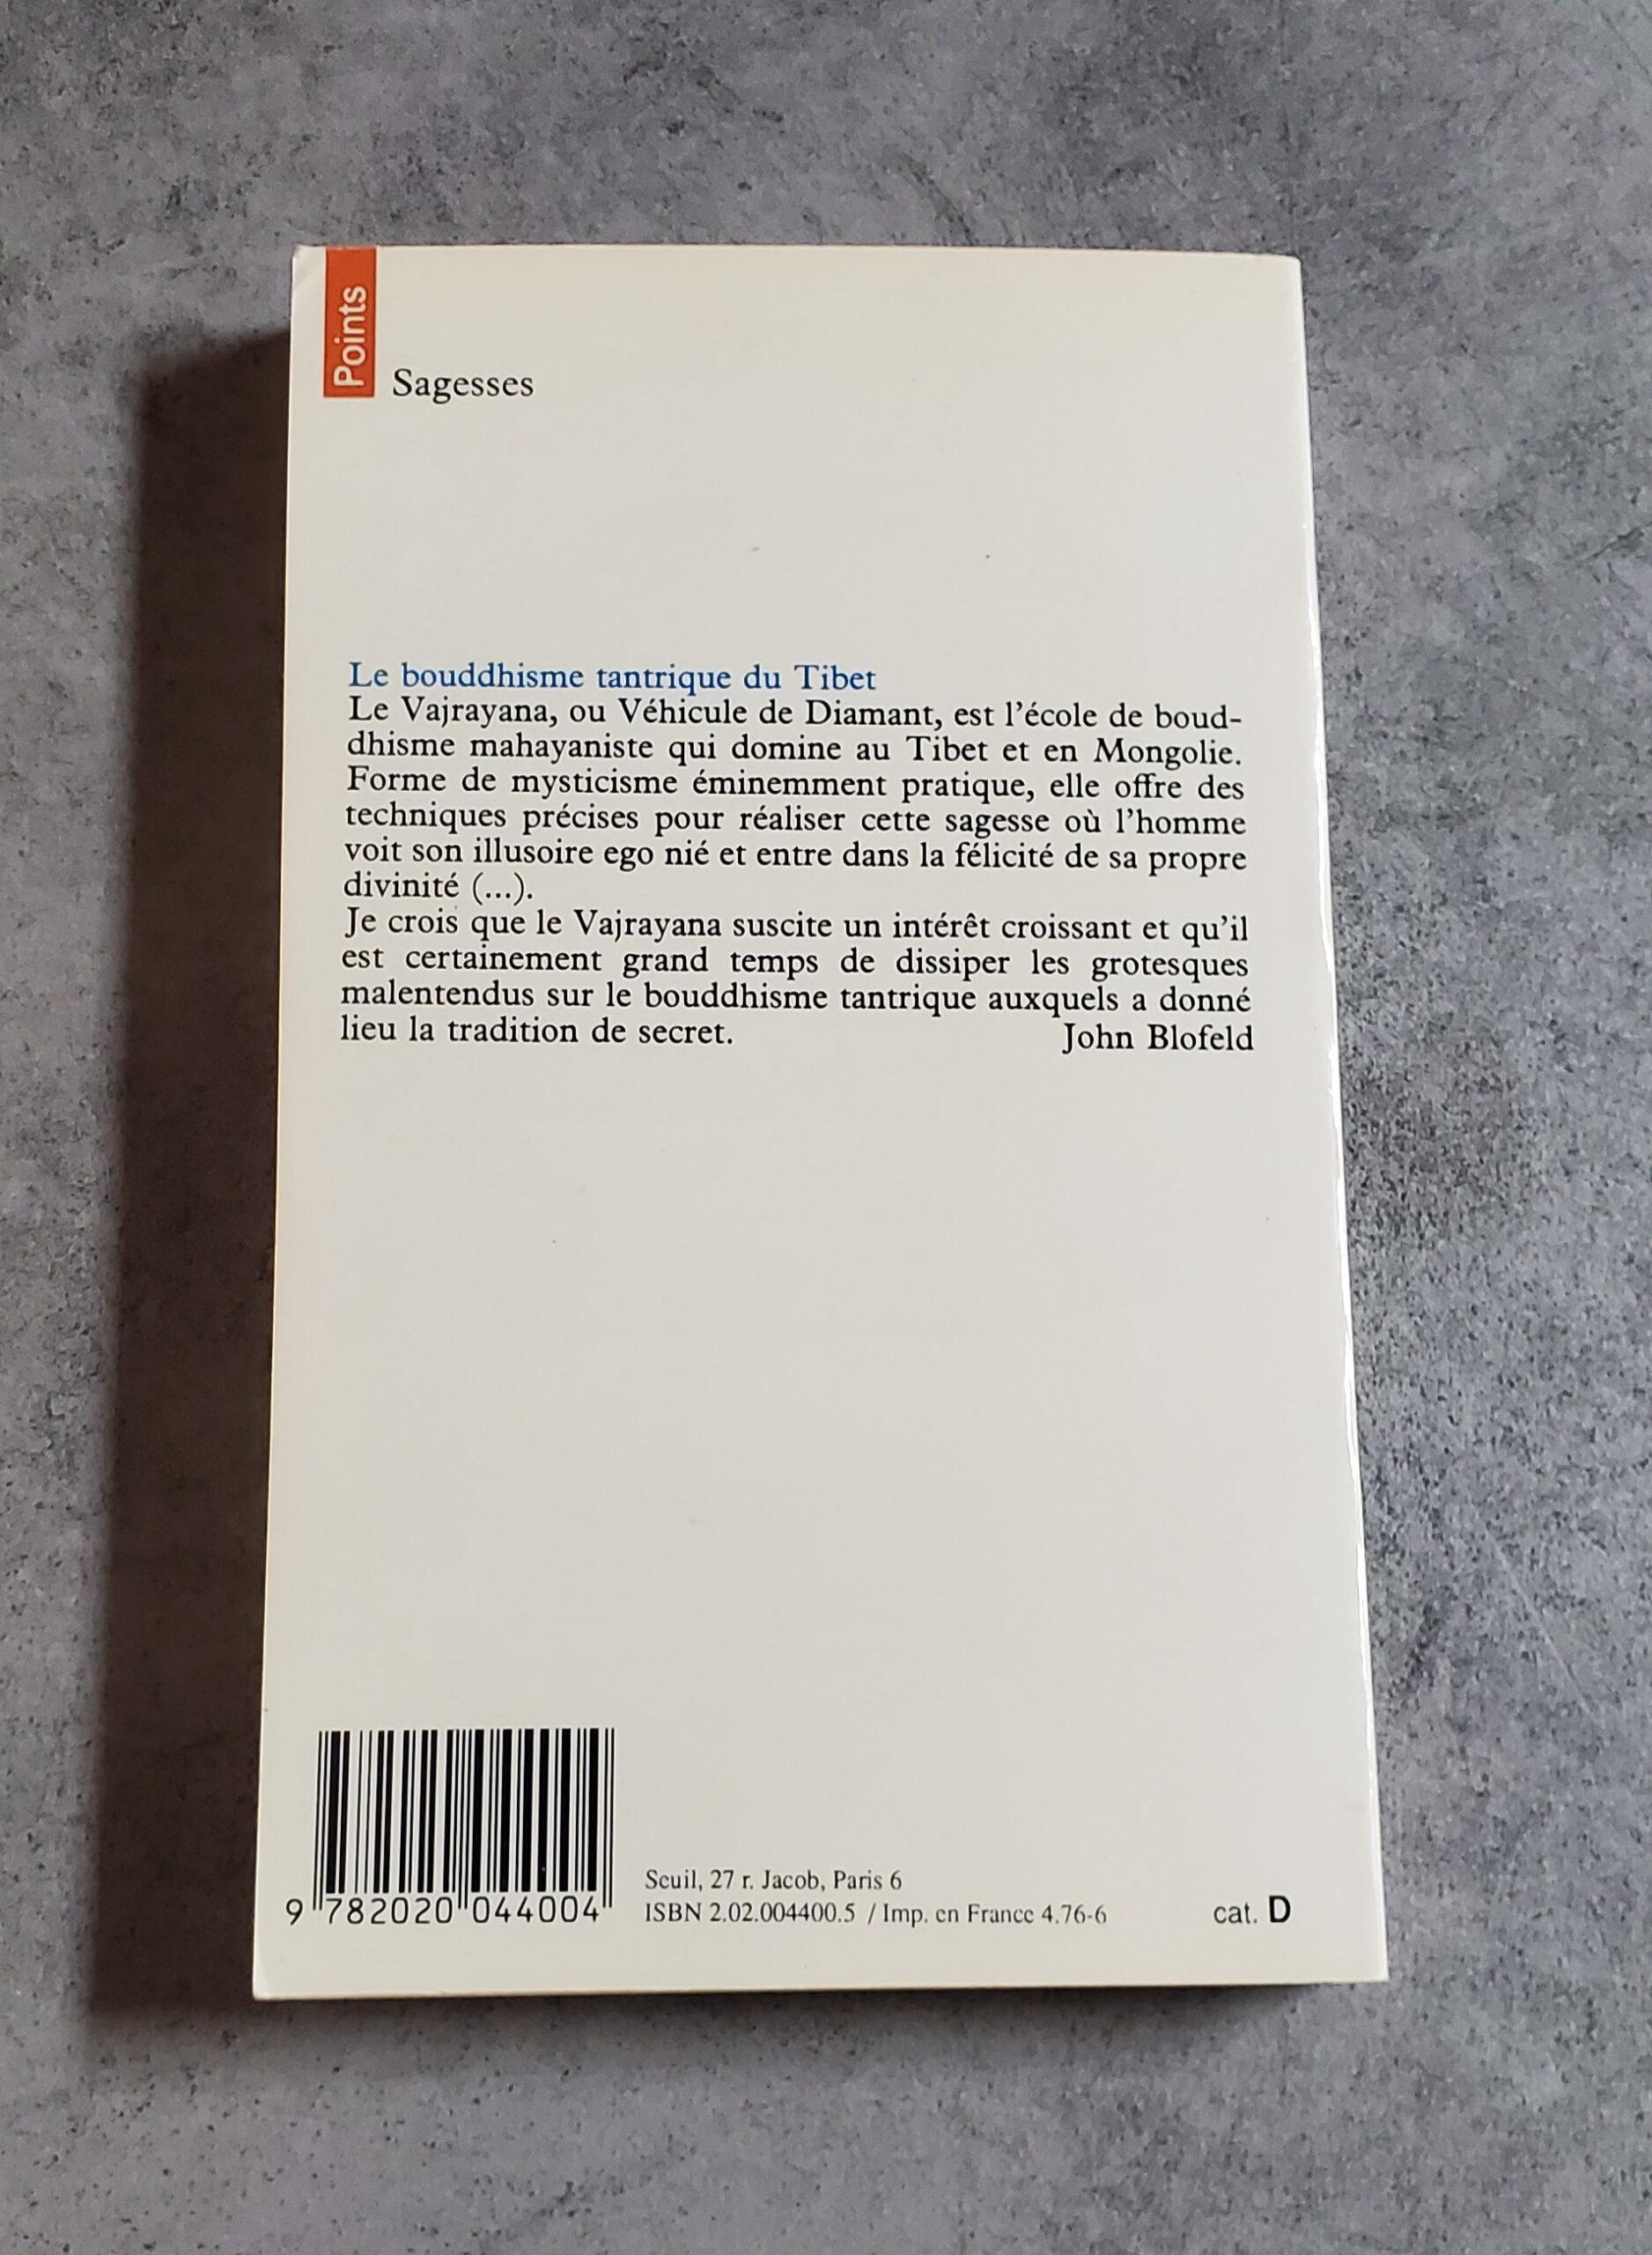 Points
Sagesses
Le bouddhisme tantrique du Tibet
Le Vajrayana, ou Véhicule de Diamant, est l'école de boud-
dhisme mahayaniste qui domine au Tibet et en Mongolie.
Forme de mysticisme éminemment pratique, elle offre des
techniques précises pour réaliser cette sagesse où l'homme
voit son illusoire ego nié et entre dans la félicité de sa propre
divinité (...).
Je crois que le Vajrayana suscite un intérêt croissant et qu'il
est certainement grand temps de dissiper les grotesques
malentendus sur le bouddhisme tantrique auxquels a donné
lieu la tradition de secret. John Blofeld
Seuil, 27 r. Jacob, Paris 6
9 782020 044004 ISBN 2.02.004400.5 / Imp. en France 4.76-6 cat. D